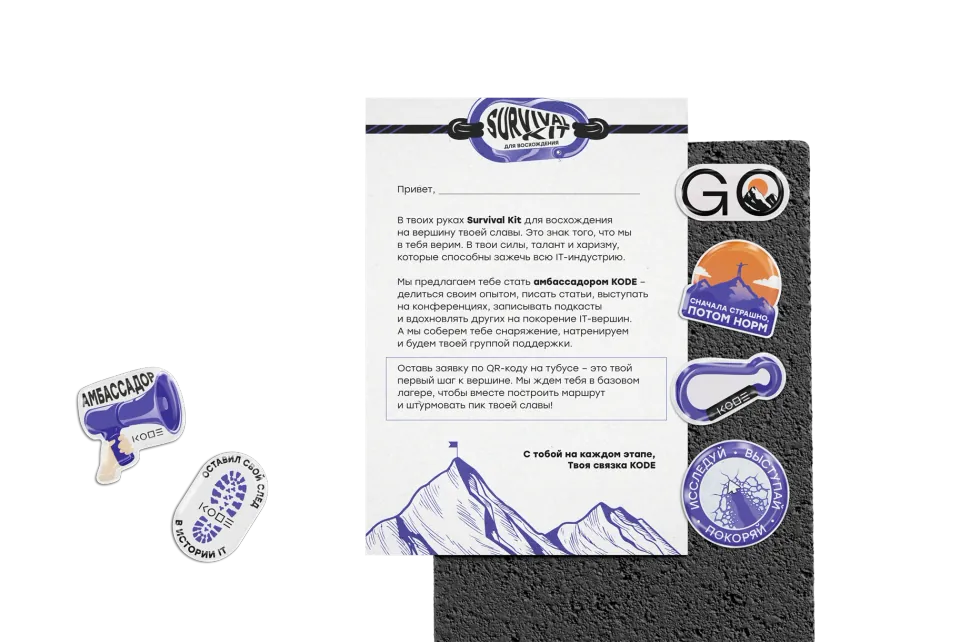 SURVIVAL
KIT
ДЛЯ ВОСХОЖДЕНИЯ
Привет,
В твоих руках Survival Kit для восхождения
на вершину твоей славы. Это знак того, что мы
в тебя верим. В твои силы, талант и харизму,
которые способны зажечь всю IT-индустрию.
Мы предлагаем тебе стать амбассадором KODE –
делиться своим опытом, писать статьи, выступать
на конференциях, записывать подкасты
и вдохновлять других на покорение IT-вершин.
А мы соберем тебе снаряжение, натренируем
и будем твоей группой поддержки.
Оставь заявку по QR-коду на тубусе – это твой
первый шаг к вершине. Мы ждем тебя в базовом
лагере, чтобы вместе построить маршрут
и штурмовать пик твоей славы!
С тобой на каждом этапе,
Твоя связка KODE
GO
СНАЧАЛА СТРАШНО,
ПОТОМ НОРМ
KODE
ИССЛЕДУЙ • ВЫСТУПАЙ • ПОКОРЯЙ •
АМБАССАДОР
KODE
ОСТАВИЛ СВОЙ СЛЕД
KODE
В ИСТОРИИ IT